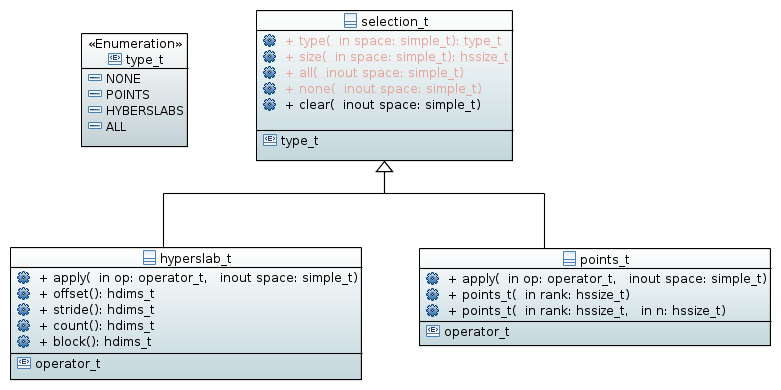 «Enumeration»
type_t
NONE
POINTS
HYBERSLABS
ALL
selection_t
+ type( in space: simple_t): type_t
+ size( in space: simple_t): hssize_t
+ all( inout space: simple_t)
+ none( inout space: simple_t)
+ clear( inout space: simple_t)
type_t
hyperslab_t
+ apply( in op: operator_t, inout space: simple_t)
+ offset(): hdims_t
+ stride(): hdims_t
+ count(): hdims_t
+ block(): hdims_t
operator_t
points_t
+ apply( in op: operator_t, inout space: simple_t)
+ points_t( in rank: hssize_t)
+ points_t( in rank: hssize_t, in n: hssize_t)
operator_t